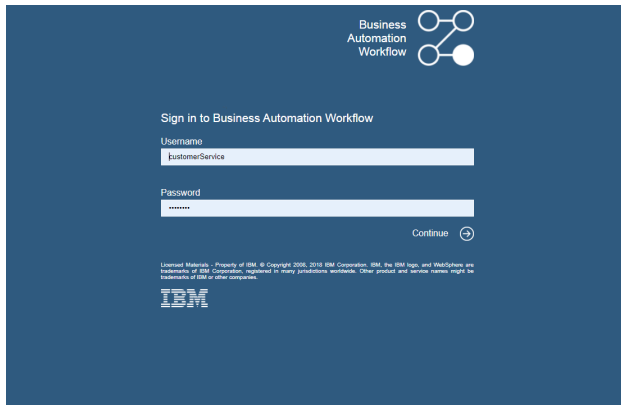 Business
Automation
Workflow
Sign in to Business Automation Workflow
Username
customerService
Password
••••••••
Continue
Licensed Materials - Property of IBM. © Copyright 2008, 2018 IBM Corporation. IBM, the IBM logo, and WebSphere are
trademarks of IBM Corporation, registered in many jurisdictions worldwide. Other product and service names might be
trademarks of IBM or other companies.
IBM